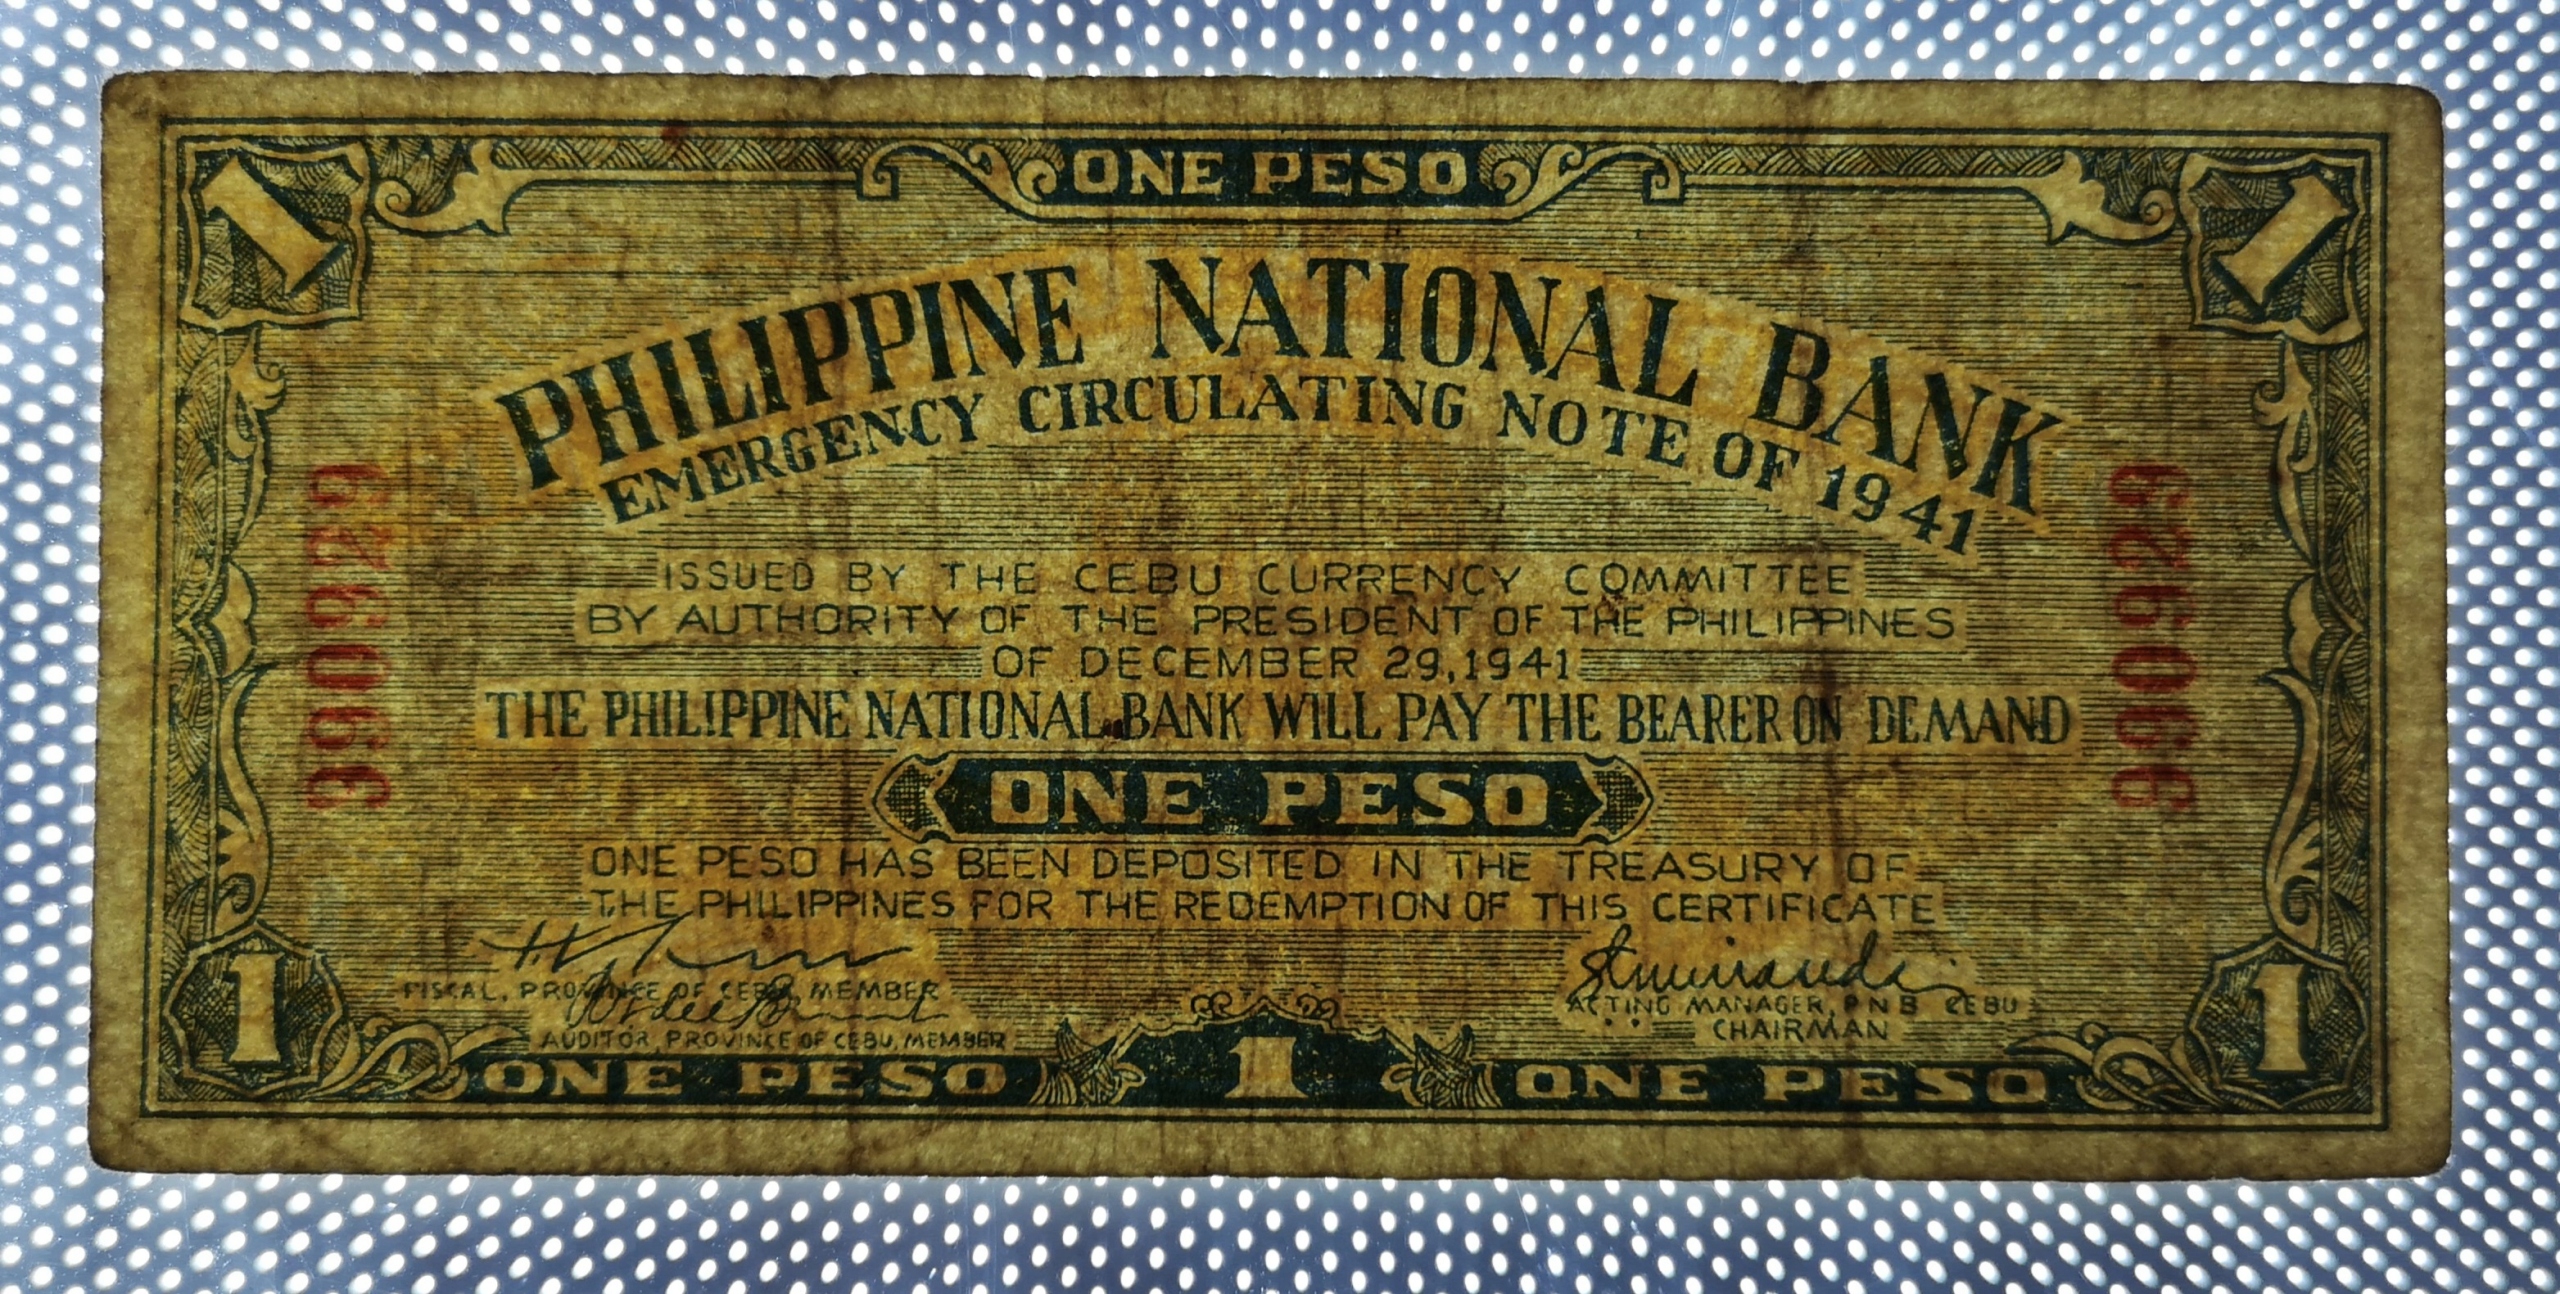 ONE PESO
1 1
PHILIPPINE NATIONAL BANK
EMERGENCY CIRCULATING NOTE OF 1941
ISSUED BY THE CEBU CURRENCY COMMITTEE
BY AUTHORITY OF THE PRESIDENT OF THE PHILIPPINES
OF DECEMBER 29,1941
THE PHILIPPINE NATIONAL BANK WILL PAY THE BEARER ON DEMAND
ONE PESO
ONE PESO HAS BEEN DEPOSITED IN THE TREASURY OF
THE PHILIPPINES FOR THE REDEMPTION OF THIS CERTIFICATE
FISCAL, PROVINCE OF CEBU, MEMBER
AUDITOR, PROVINCE OF CEBU, MEMBER
ACTING MANAGER, PNB CEBU
CHAIRMAN
1 ONE PESO 1 ONE PESO 1